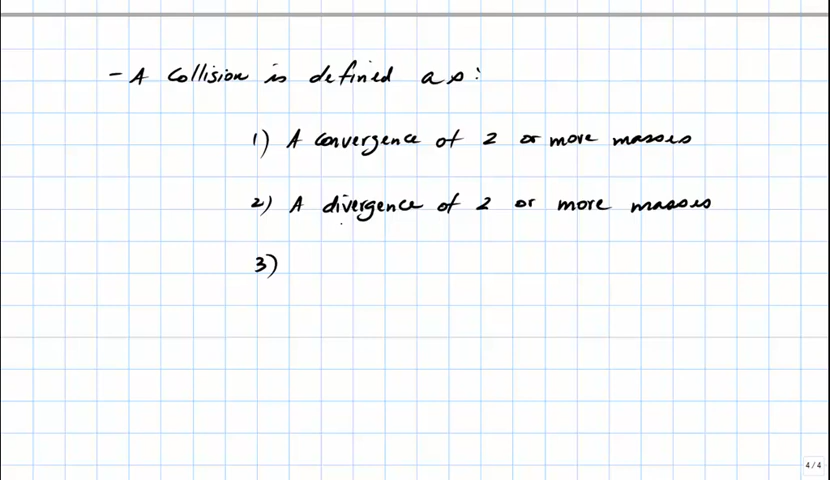 - A Collision is defined as:
1) A convergence of 2 or more masses
2) A divergence of 2 or more masses
3)
4/4